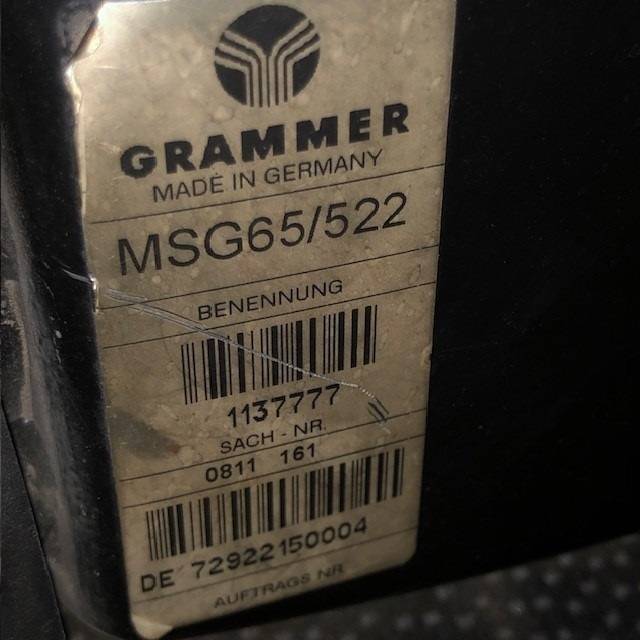 GRAMMER
MADE IN GERMANY
MSG65/522
BENENNUNG
1137777
SACH - NR.
0811 161
DE 72922150004
AUFTRAGS NR